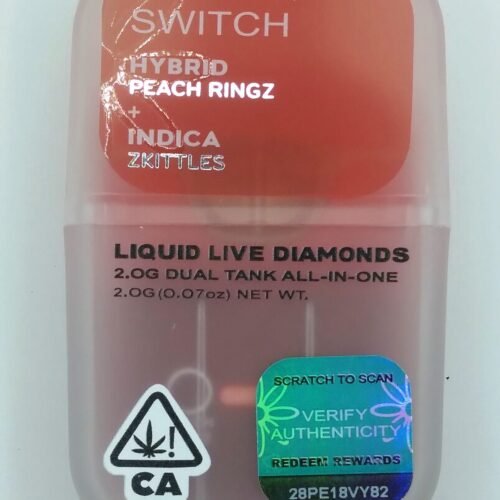 SWITCH
HYBRID
PEACH RINGZ
+
INDICA
ZKITTLES
LIQUID LIVE DIAMONDS
2.0G DUAL TANK ALL-IN-ONE
2.0G(0.07oz) NET WT.
!
CA
SCRATCH TO SCAN
VERIFY
AUTHENTICITY
REDEEM REWARDS
28PE18VY82